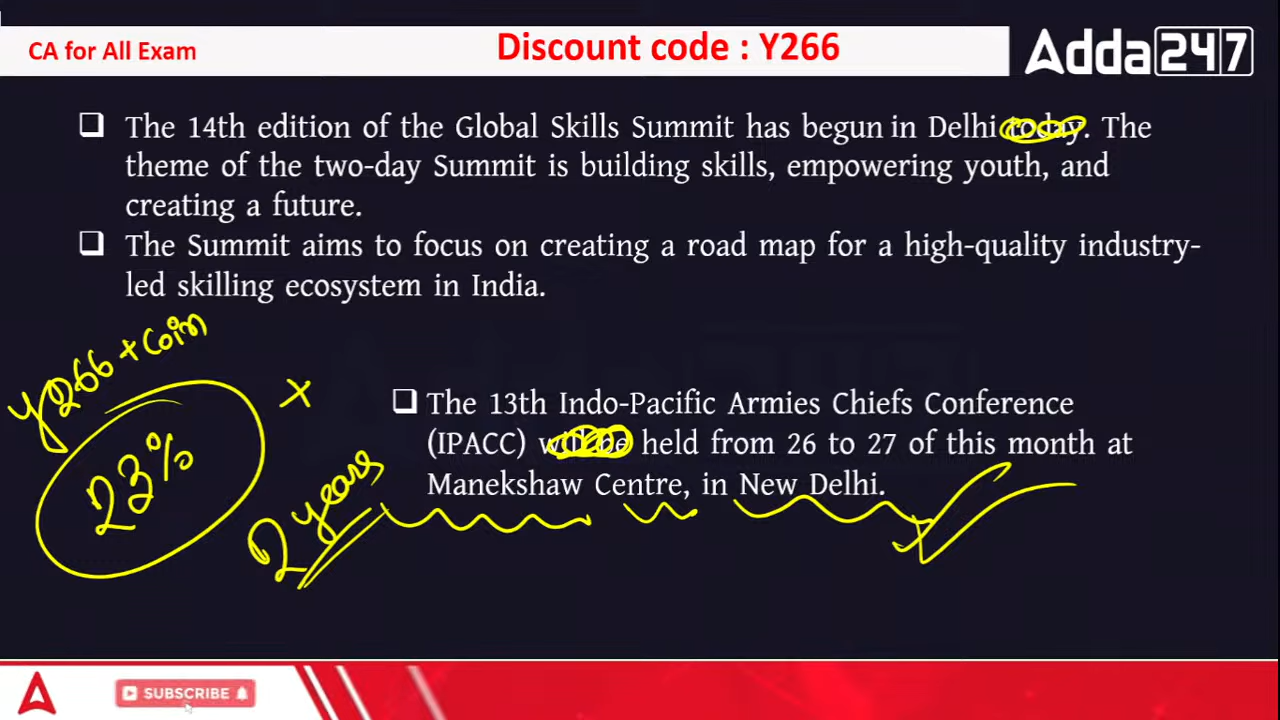 CA for All Exam
Discount code : Y266
Adda247
The 14th edition of the Global Skills Summit has begun in Delhi today. The
theme of the two-day Summit is building skills, empowering youth, and
creating a future.
The Summit aims to focus on creating a road map for a high-quality industry-
led skilling ecosystem in India.
Y266 + Coin
23%
+
2 years
The 13th Indo-Pacific Armies Chiefs Conference
(IPACC) will be held from 26 to 27 of this month at
Manekshaw Centre, in New Delhi.
SUBSCRIBE